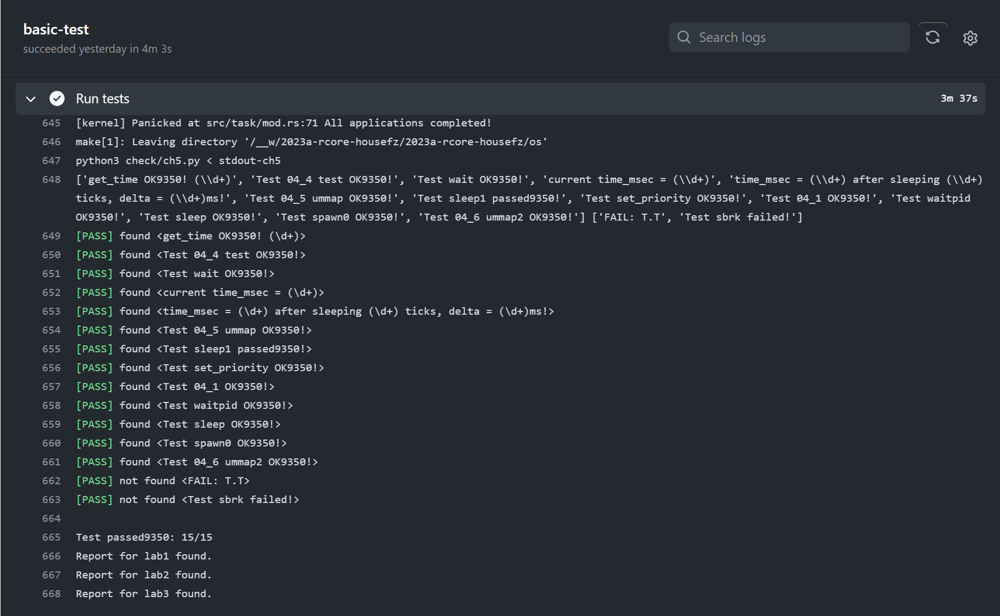 basic-test
succeeded yesterday in 4m 3s
Search logs
Run tests
3m 37s
645 [kernel] Panicked at src/task/mod.rs:71 All applications completed!
646 make[1]: Leaving directory '/__w/2023a-rcore-housefz/2023a-rcore-housefz/os'
647 python3 check/ch5.py < stdout-ch5
648 ['get_time OK9350! (\\d+)', 'Test 04_4 test OK9350!', 'Test wait OK9350!', 'current time_msec = (\\d+)', 'time_msec = (\\d+) after sleeping (\\d+)
ticks, delta = (\\d+)ms!', 'Test 04_5 ummap OK9350!', 'Test sleep1 passed9350!', 'Test set_priority OK9350!', 'Test 04_1 OK9350!', 'Test waitpid
OK9350!', 'Test sleep OK9350!', 'Test spawn0 OK9350!', 'Test 04_6 ummap2 OK9350!'] ['FAIL: T.T', 'Test sbrk failed!']
649 [PASS] found <get_time OK9350! (\d+)>
650 [PASS] found <Test 04_4 test OK9350!>
651 [PASS] found <Test wait OK9350!>
652 [PASS] found <current time_msec = (\d+)>
653 [PASS] found <time_msec = (\d+) after sleeping (\d+) ticks, delta = (\d+)ms!>
654 [PASS] found <Test 04_5 ummap OK9350!>
655 [PASS] found <Test sleep1 passed9350!>
656 [PASS] found <Test set_priority OK9350!>
657 [PASS] found <Test 04_1 OK9350!>
658 [PASS] found <Test waitpid OK9350!>
659 [PASS] found <Test sleep OK9350!>
660 [PASS] found <Test spawn0 OK9350!>
661 [PASS] found <Test 04_6 ummap2 OK9350!>
662 [PASS] not found <FAIL: T.T>
663 [PASS] not found <Test sbrk failed!>
664
665 Test passed9350: 15/15
666 Report for lab1 found.
667 Report for lab2 found.
668 Report for lab3 found.